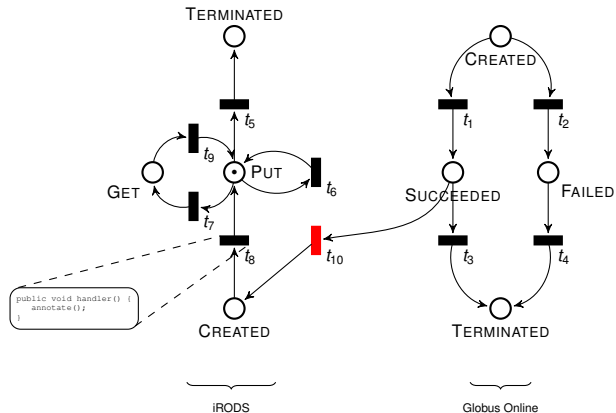 TERMINATED
CREATED
t5
t1
t2
t9
GET
PUT
t6
SUCCEEDED
FAILED
t7
t8
t10
t3
t4
public void handler() {
annotate();
}
CREATED
TERMINATED
iRODS
Globus Online